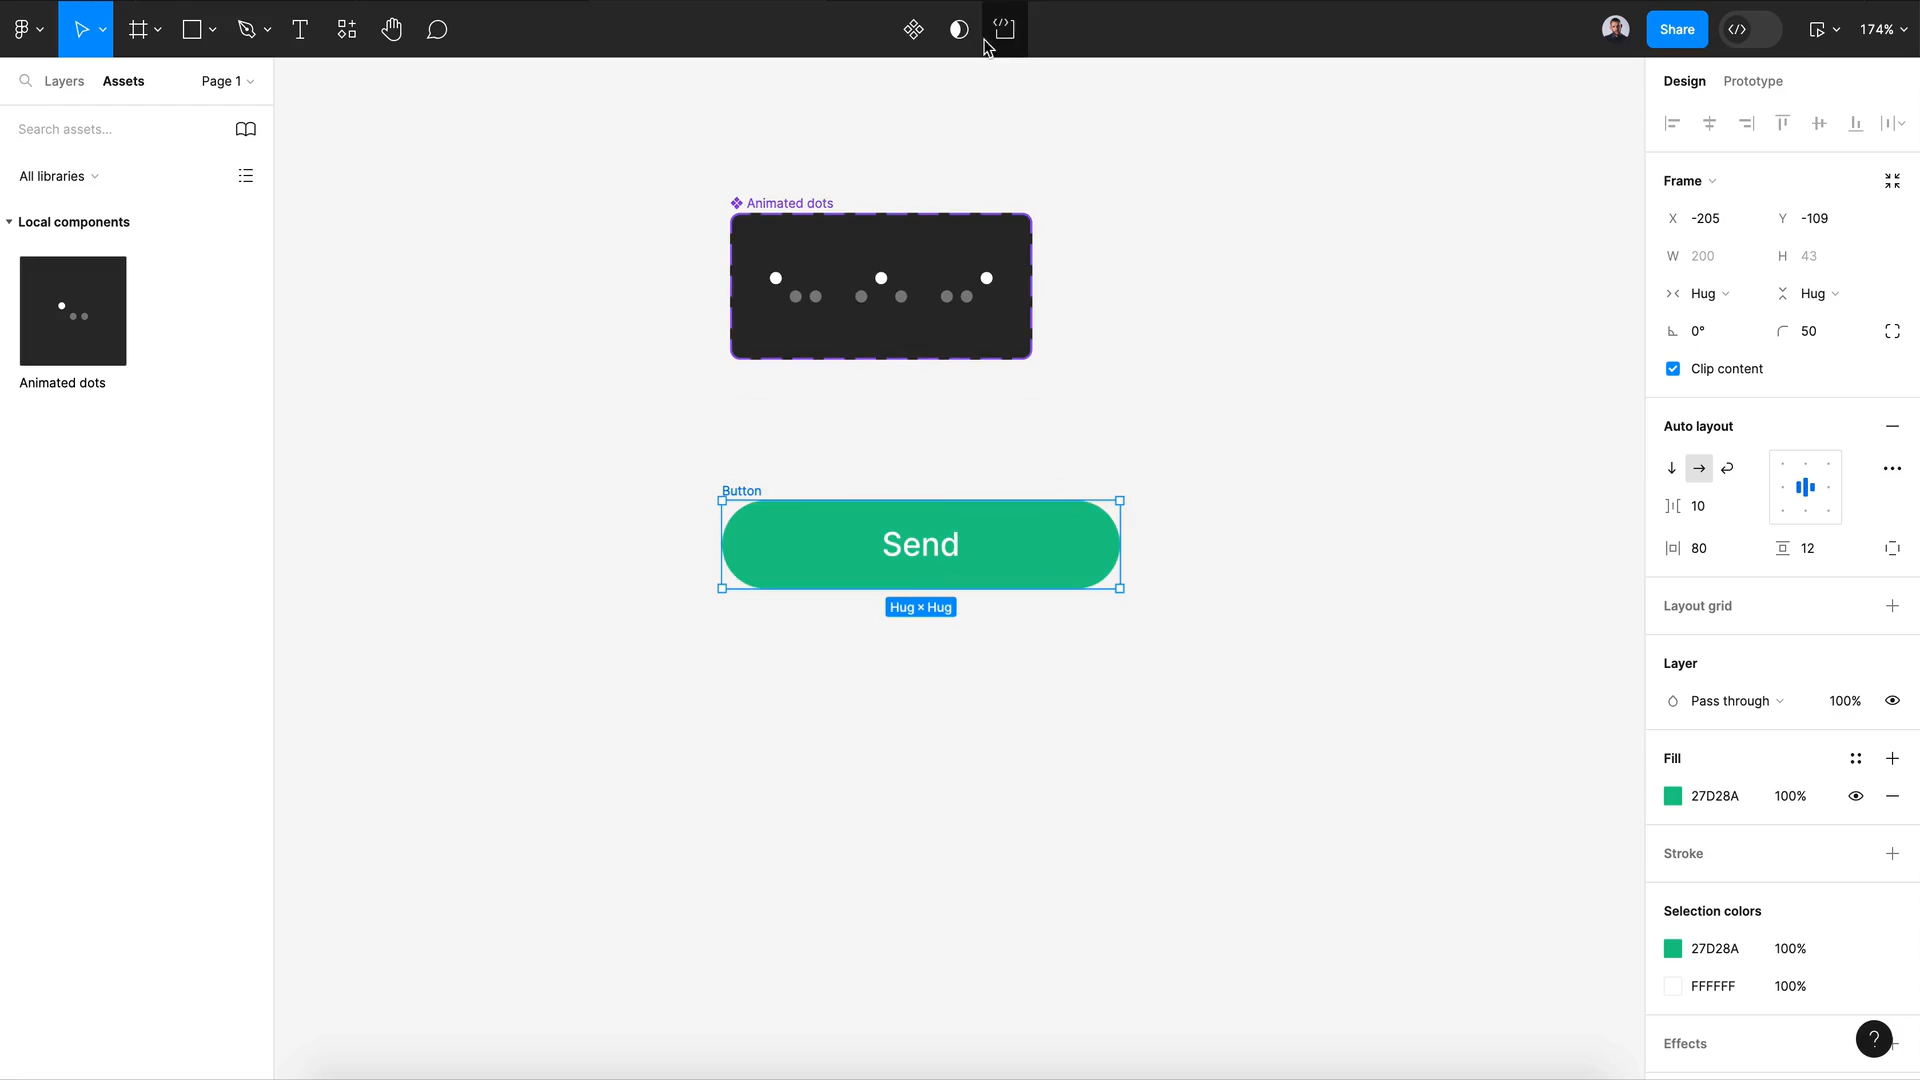 Share
174%
Layers
Assets
Page 1
Search assets...
All libraries
Local components
Animated dots
Animated dots
Button
Send
Hug × Hug
Design
Prototype
Frame
X -205
Y -109
W 200
H 43
Hug
Hug
0°
50
Clip content
Auto layout
10
80
12
Layout grid
Layer
Pass through
100%
Fill
27D28A
100%
Stroke
Selection colors
27D28A
100%
FFFFFF
100%
Effects
?